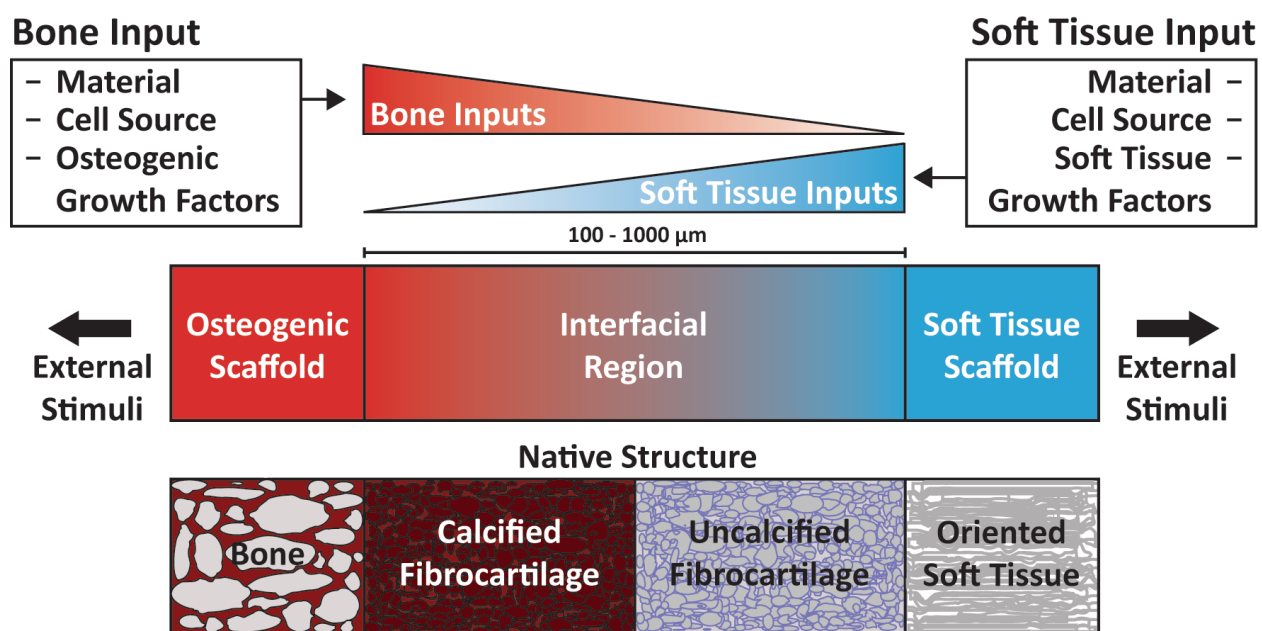 Bone Input
– Material
– Cell Source
– Osteogenic
Growth Factors
Soft Tissue Input
Material –
Cell Source –
Soft Tissue –
Growth Factors
Bone Inputs
Soft Tissue Inputs
100 - 1000 µm
External
Stimuli
Osteogenic
Scaffold
Interfacial
Region
Soft Tissue
Scaffold
External
Stimuli
Native Structure
Bone
Calcified
Fibrocartilage
Uncalcified
Fibrocartilage
Oriented
Soft Tissue